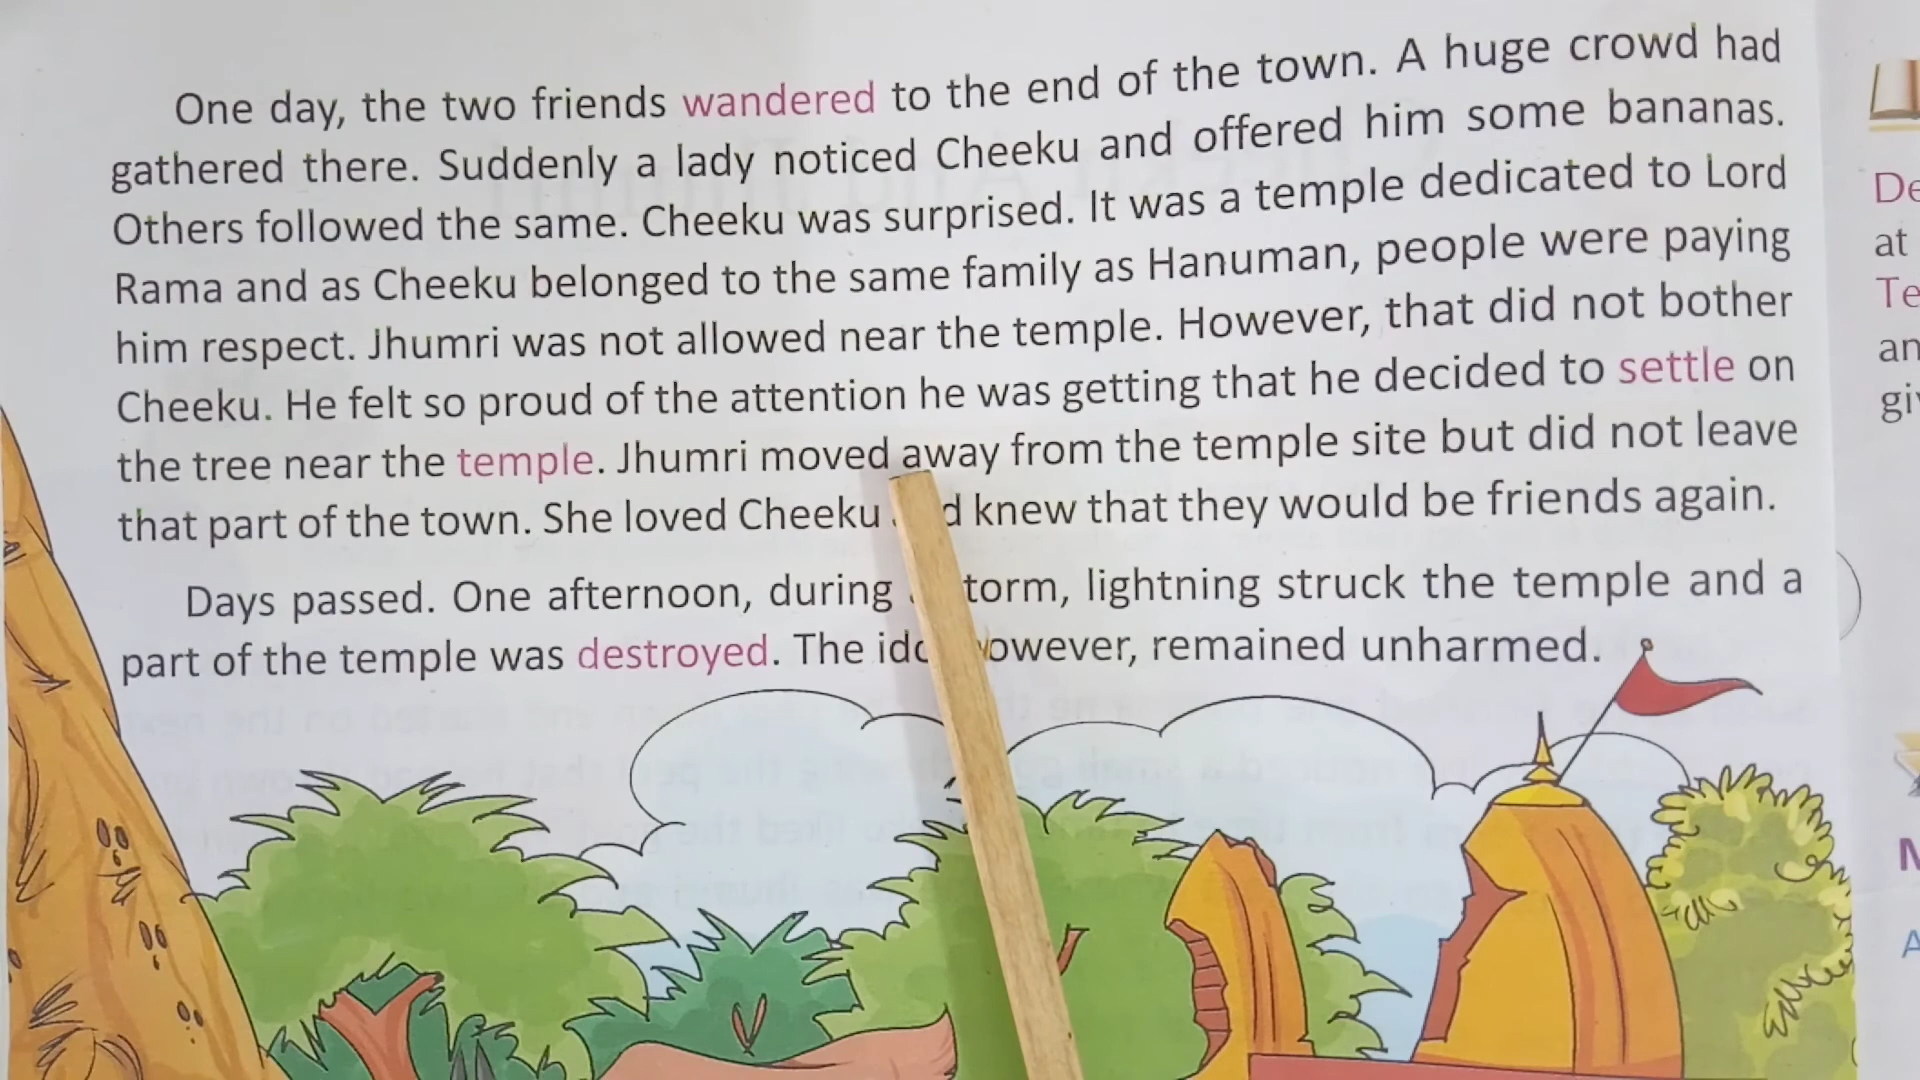 One day, the two friends wandered to the end of the town. A huge crowd had
gathered there. Suddenly a lady noticed Cheeku and offered him some bananas.
Others followed the same. Cheeku was surprised. It was a temple dedicated to Lord
Rama and as Cheeku belonged to the same family as Hanuman, people were paying
him respect. Jhumri was not allowed near the temple. However, that did not bother
Cheeku. He felt so proud of the attention he was getting that he decided to settle on
the tree near the temple. Jhumri moved away from the temple site but did not leave
that part of the town. She loved Cheeku knew that they would be friends again.
Days passed. One afternoon, during lightning struck the temple and a
part of the temple was destroyed. The remained unharmed.
at